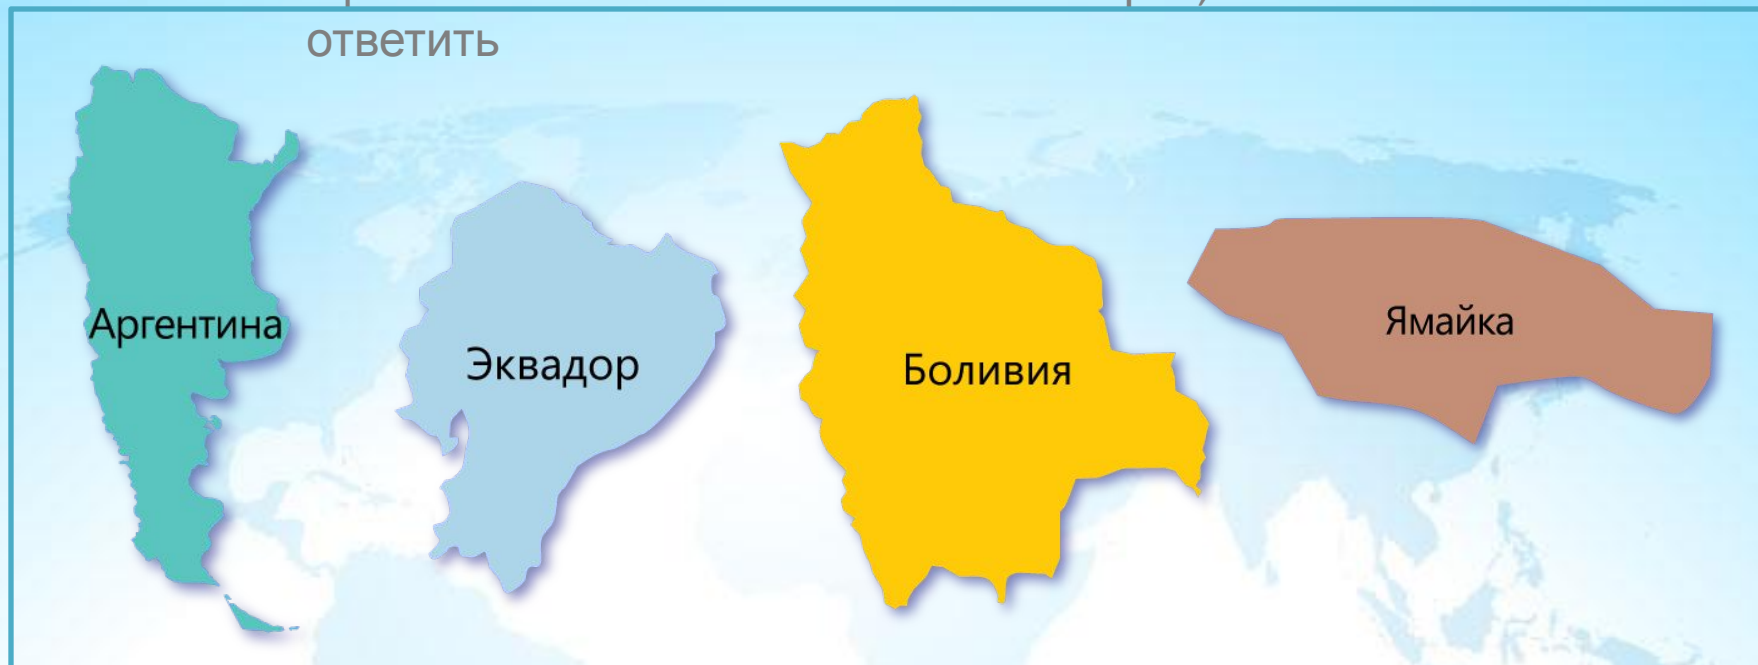 ответить
Аргентина
Эквадор
Боливия
Ямайка